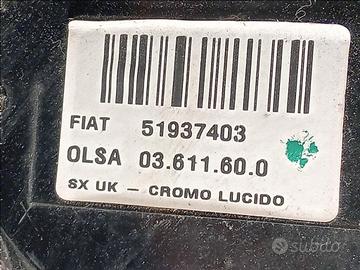 FIAT 51937403
OLSA 03.611.60.0
SX UK – CROMO LUCIDO
subito